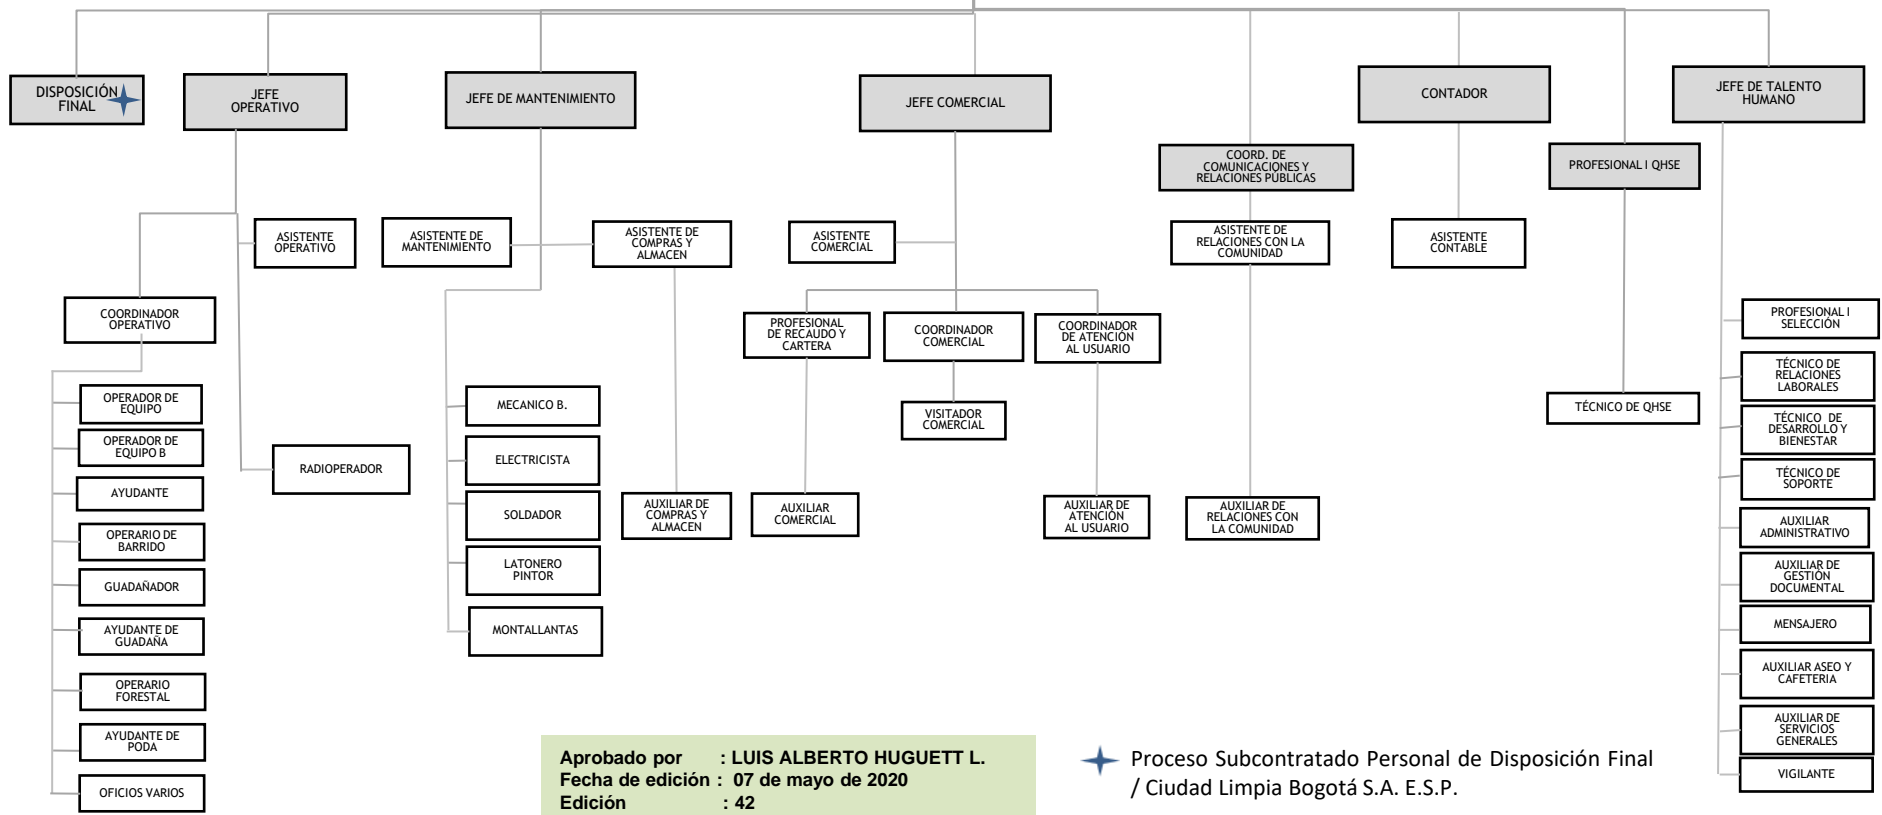 DISPOSICIÓN
FINAL
JEFE
OPERATIVO
JEFE DE MANTENIMIENTO
JEFE COMERCIAL
COORD. DE
COMUNICACIONES Y
RELACIONES PÚBLICAS
CONTADOR
PROFESIONAL I QHSE
JEFE DE TALENTO
HUMANO
ASISTENTE
OPERATIVO
ASISTENTE DE
MANTENIMIENTO
ASISTENTE DE
COMPRAS Y
ALMACEN
ASISTENTE
COMERCIAL
ASISTENTE DE
RELACIONES CON LA
COMUNIDAD
ASISTENTE
CONTABLE
COORDINADOR
OPERATIVO
PROFESIONAL
DE RECAUDO Y
CARTERA
COORDINADOR
COMERCIAL
COORDINADOR
DE ATENCIÓN
AL USUARIO
PROFESIONAL I
SELECCIÓN
OPERADOR DE
EQUIPO
OPERADOR DE
EQUIPO B
AYUDANTE
OPERARIO DE
BARRIDO
GUADAÑADOR
AYUDANTE DE
GUADAÑA
OPERARIO
FORESTAL
AYUDANTE DE
PODA
OFICIOS VARIOS
RADIOPERADOR
MECANICO B.
ELECTRICISTA
SOLDADOR
LATONERO
PINTOR
MONTALLANTAS
AUXILIAR DE
COMPRAS Y
ALMACEN
AUXILIAR
COMERCIAL
VISITADOR
COMERCIAL
AUXILIAR DE
ATENCIÓN
AL USUARIO
AUXILIAR DE
RELACIONES CON
LA COMUNIDAD
TÉCNICO DE QHSE
TÉCNICO DE
RELACIONES
LABORALES
TÉCNICO DE
DESARROLLO Y
BIENESTAR
TÉCNICO DE
SOPORTE
AUXILIAR
ADMINISTRATIVO
AUXILIAR DE
GESTIÓN
DOCUMENTAL
MENSAJERO
AUXILIAR ASEO Y
CAFETERIA
AUXILIAR DE
SERVICIOS
GENERALES
VIGILANTE
Aprobado por : LUIS ALBERTO HUGUETT L.
Fecha de edición : 07 de mayo de 2020
Edición : 42
Proceso Subcontratado Personal de Disposición Final
/ Ciudad Limpia Bogotá S.A. E.S.P.